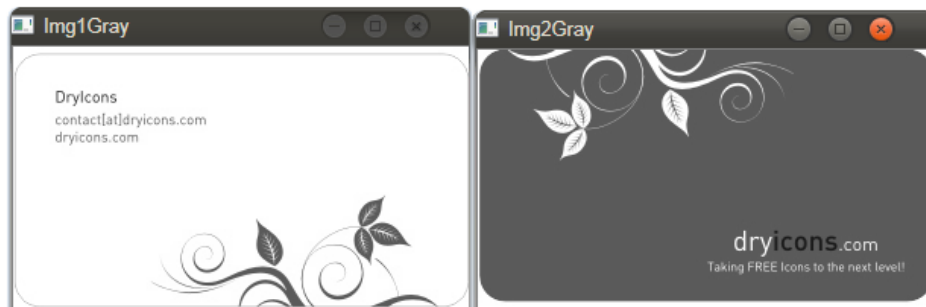 Img1Gray
DryIcons
contact[at]dryicons.com
dryicons.com
Img2Gray
dryicons.com
Taking FREE Icons to the next level!